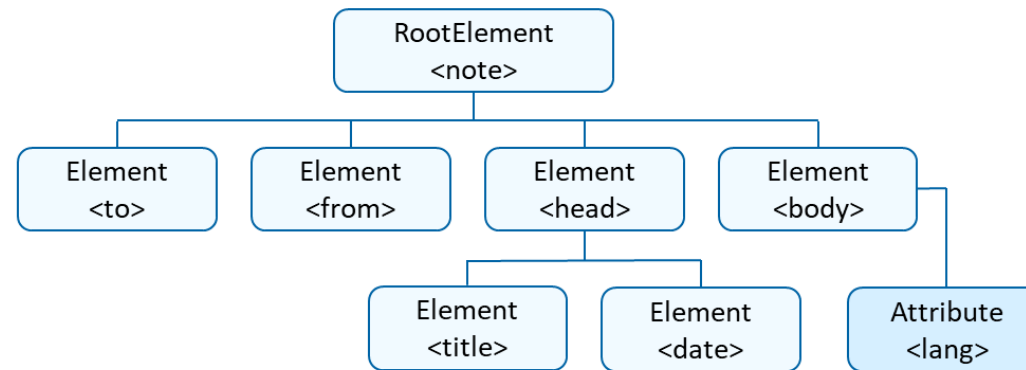 RootElement
<note>
Element
<to>
Element
<from>
Element
<head>
Element
<body>
Element
<title>
Element
<date>
Attribute
<lang>